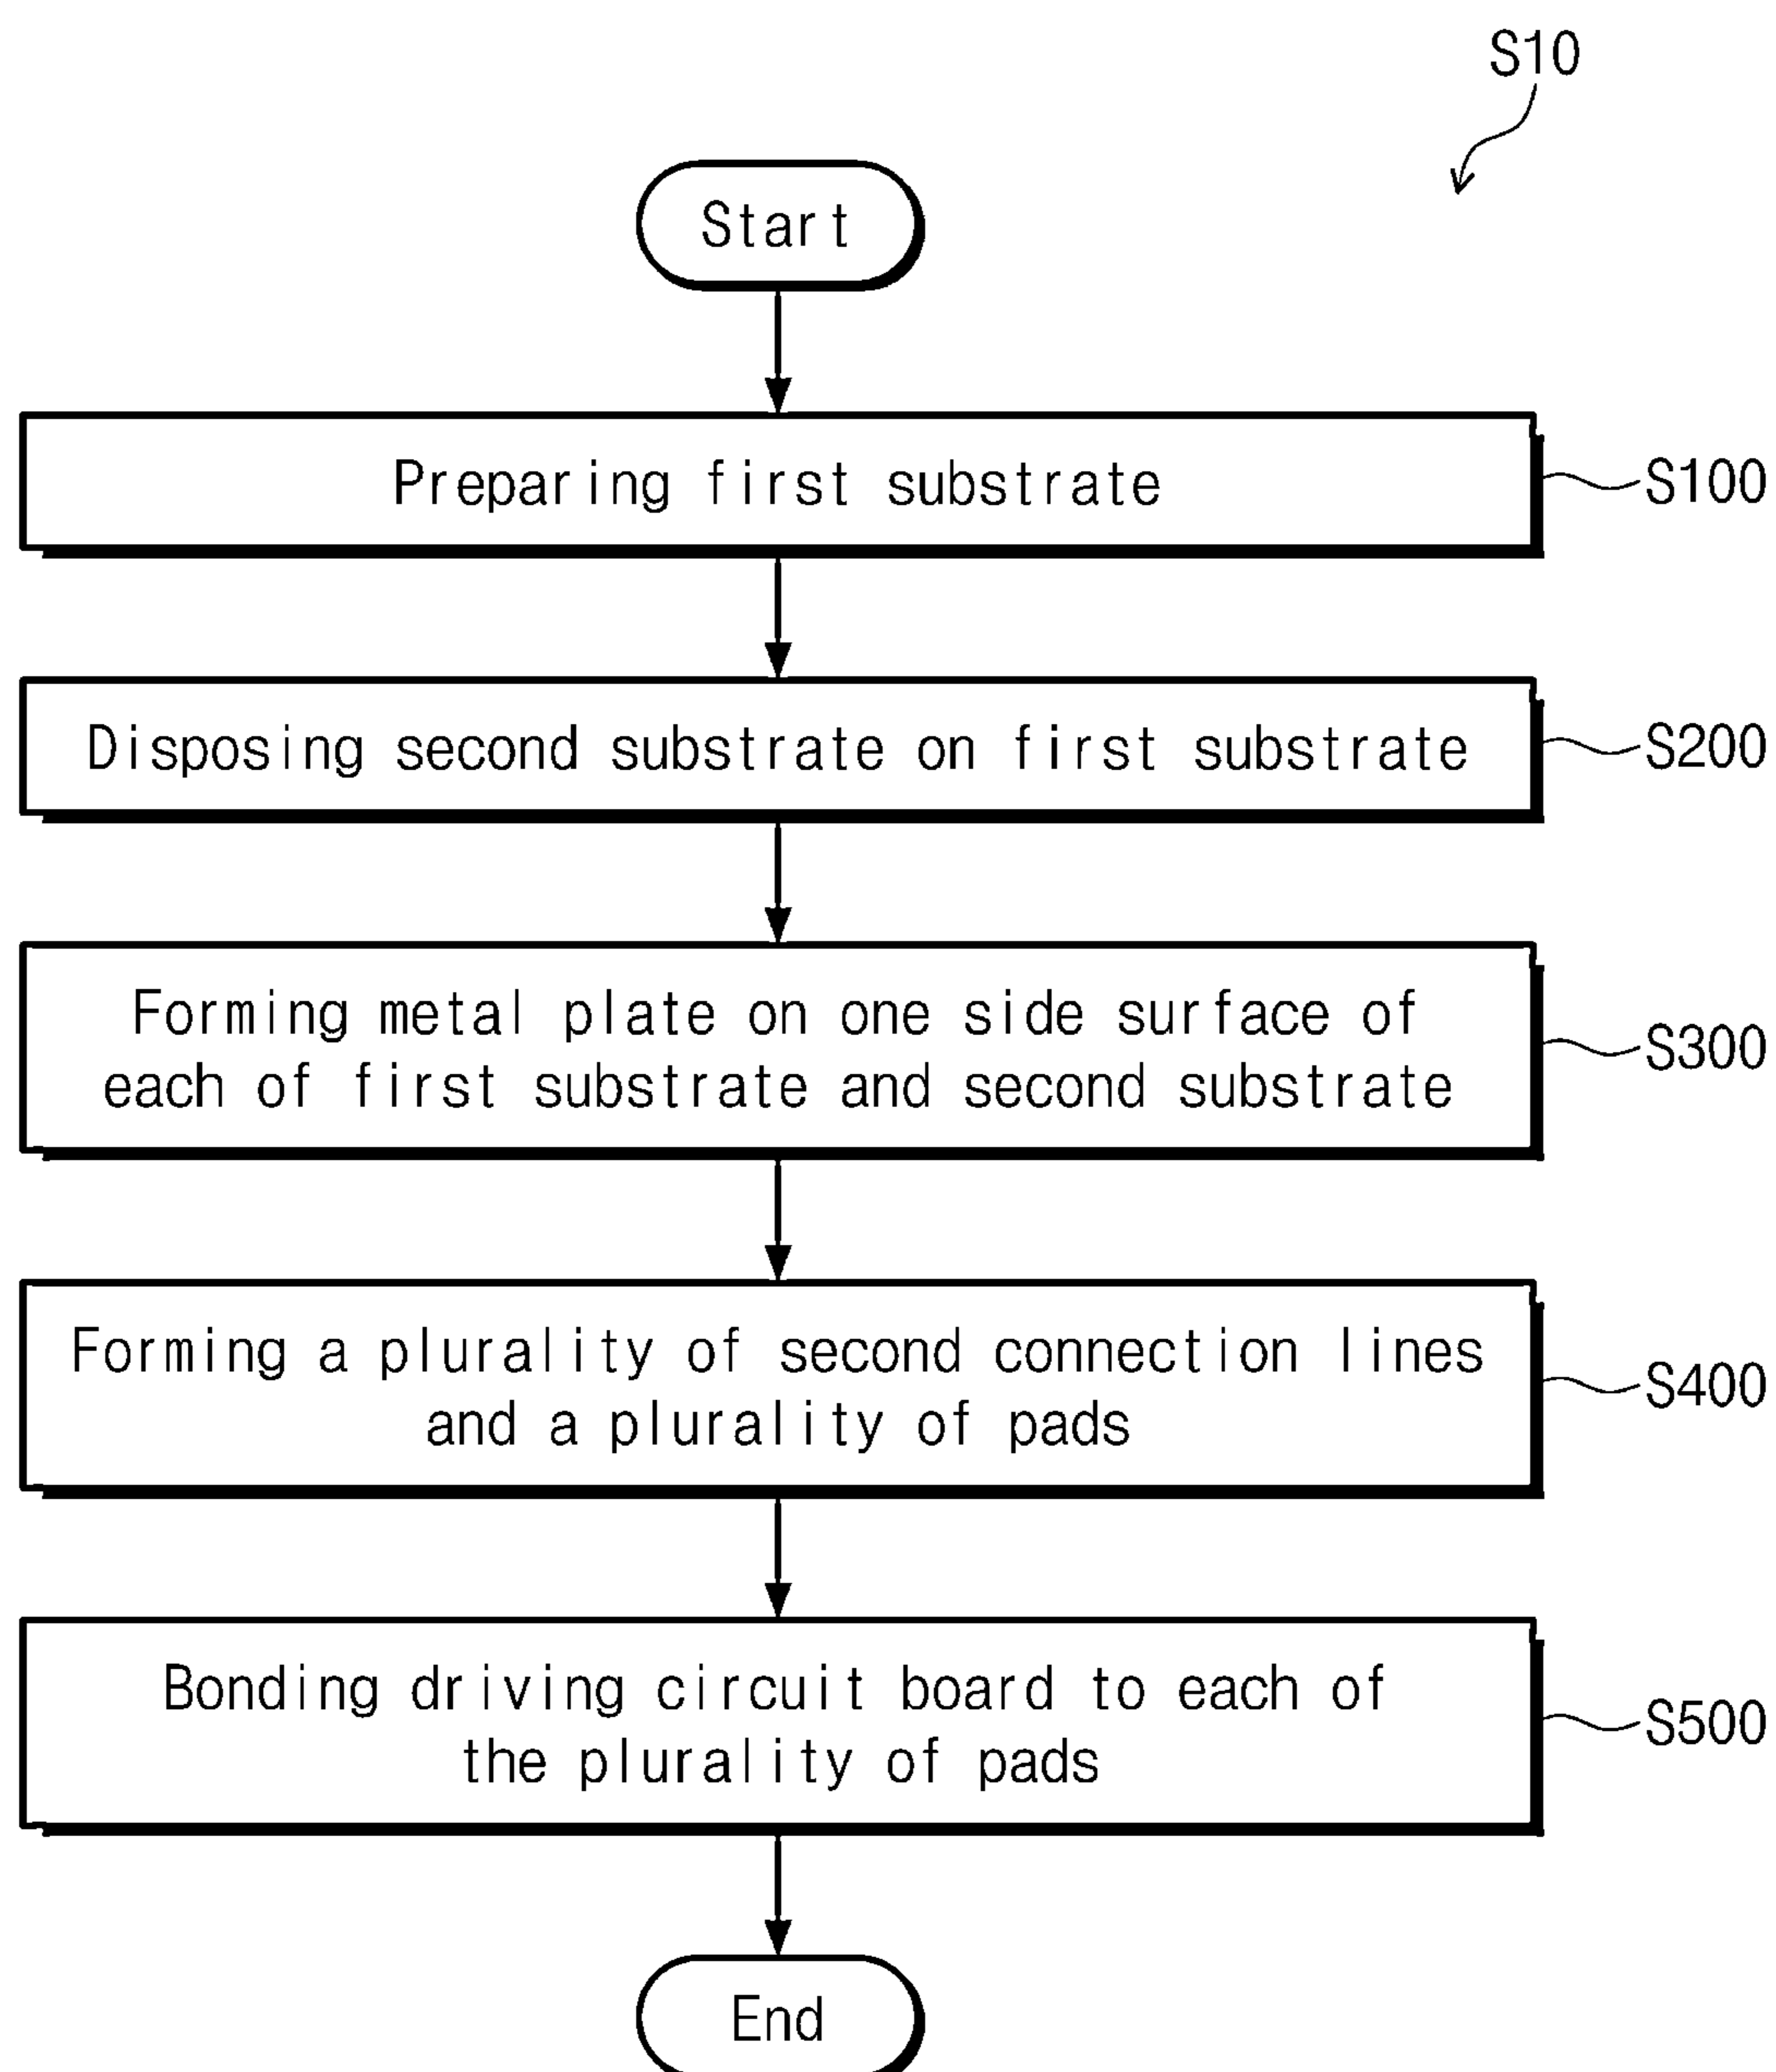 S10
Start
Preparing first substrate
S100
Disposing second substrate on first substrate
S200
Forming metal plate on one side surface of
each of first substrate and second substrate
S300
Forming a plurality of second connection lines
and a plurality of pads
S400
Bonding driving circuit board to each of
the plurality of pads
S500
End